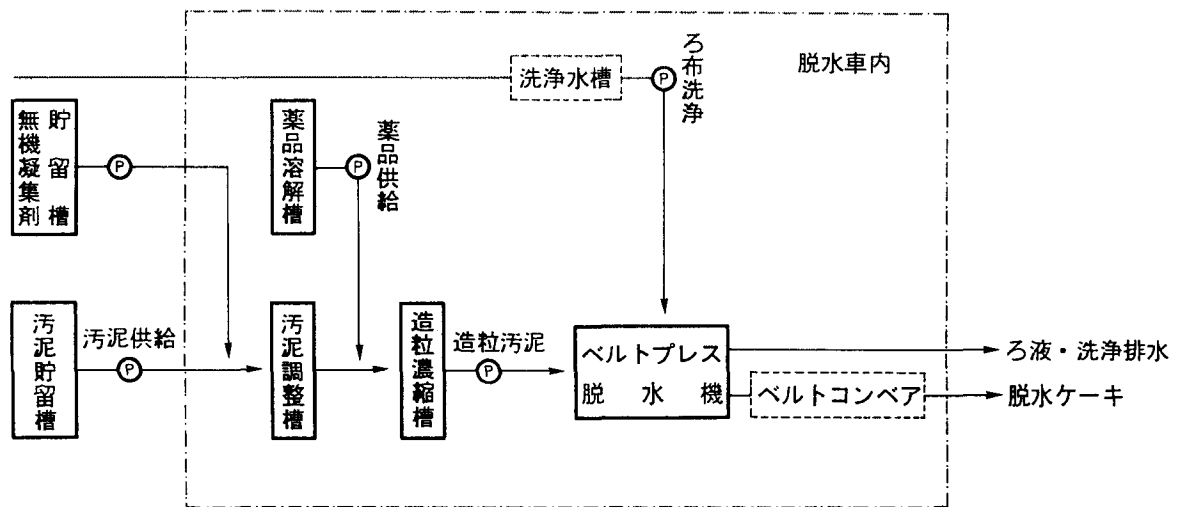 脱水車内
洗浄水槽
P
ろ布洗浄
無機凝集剤
貯留槽
P
薬品溶解槽
P
薬品供給
汚泥貯留槽
汚泥供給
P
汚泥調整槽
造粒濃縮槽
造粒汚泥
P
ベルトプレス
脱水機
ベルトコンベア
ろ液・洗浄排水
脱水ケーキ